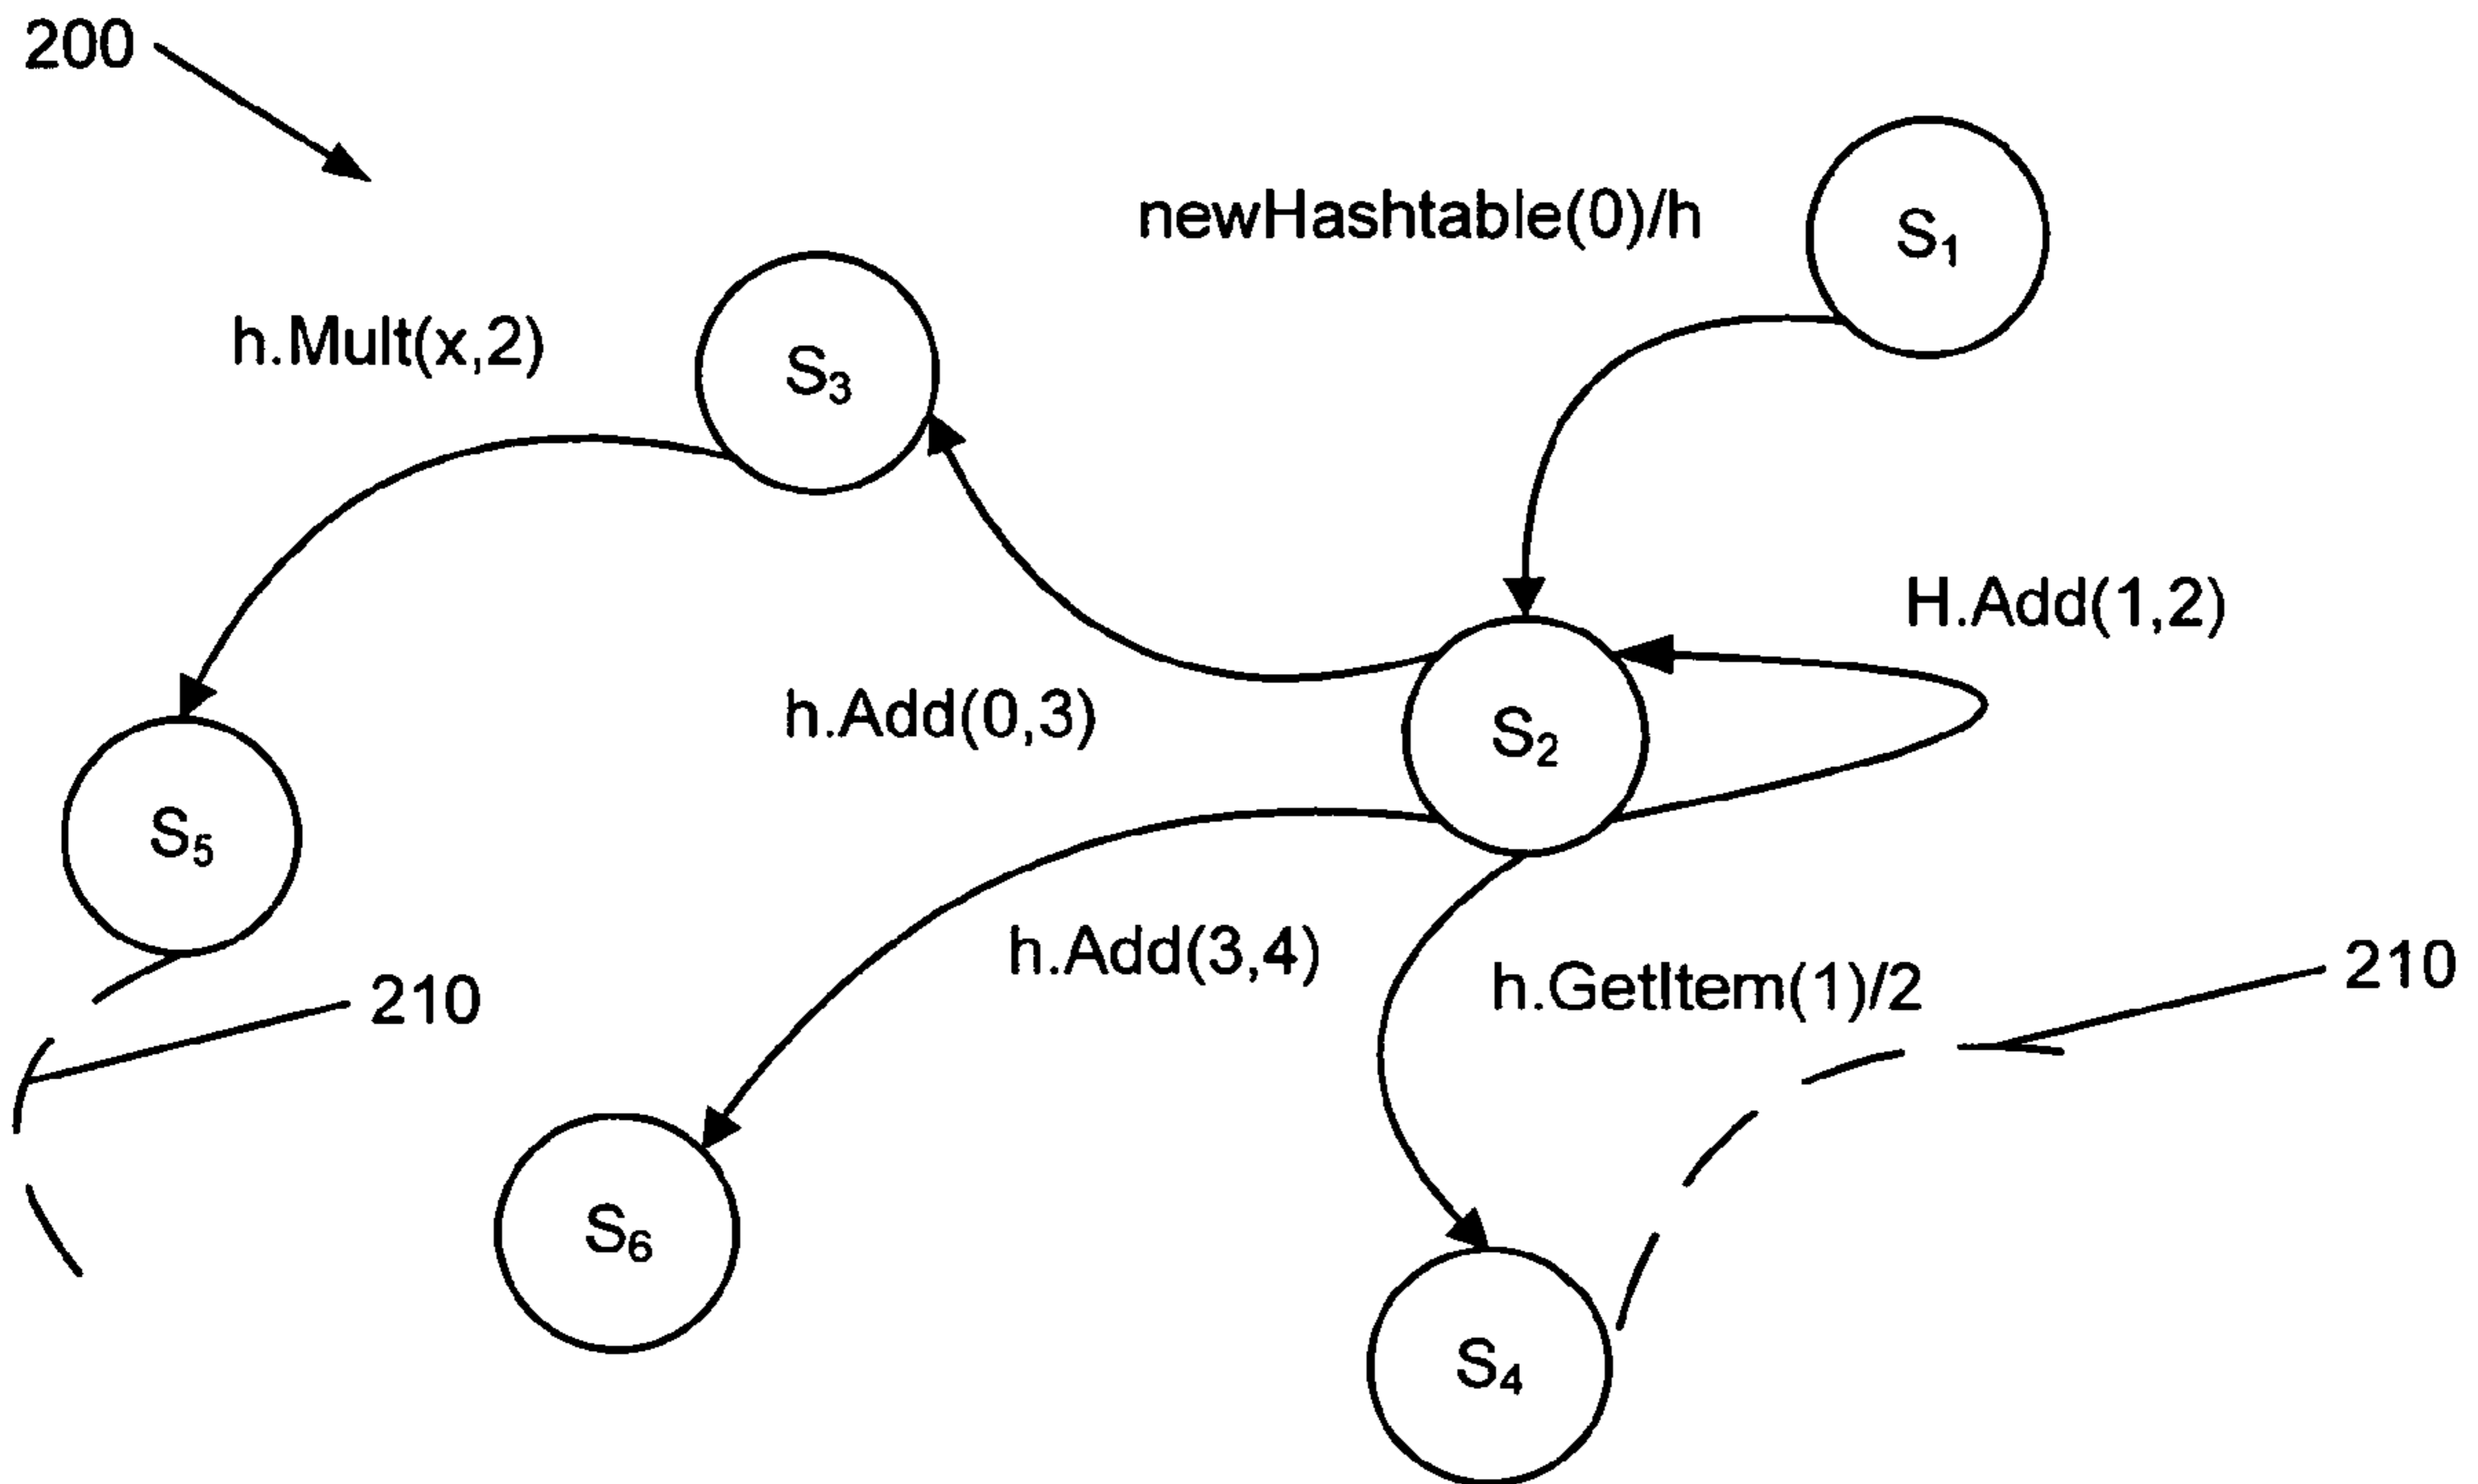 200
newHashtable(0)/h
S₁
h.Mult(x,2)
S₃
H.Add(1,2)
h.Add(0,3)
S₂
S₅
h.Add(3,4)
h.GetItem(1)/2
210
210
S₆
S₄